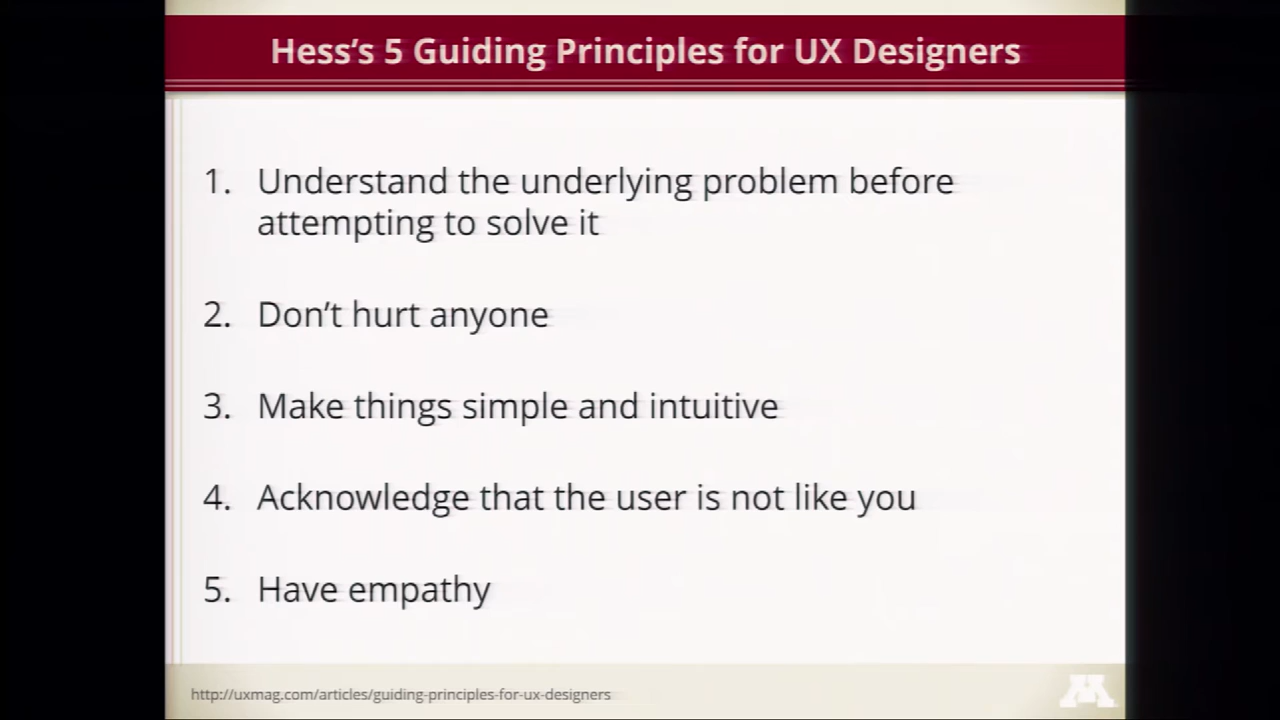 Hess’s 5 Guiding Principles for UX Designers
1. Understand the underlying problem before
attempting to solve it
2. Don’t hurt anyone
3. Make things simple and intuitive
4. Acknowledge that the user is not like you
5. Have empathy
http://uxmag.com/articles/guiding-principles-for-ux-designers
M